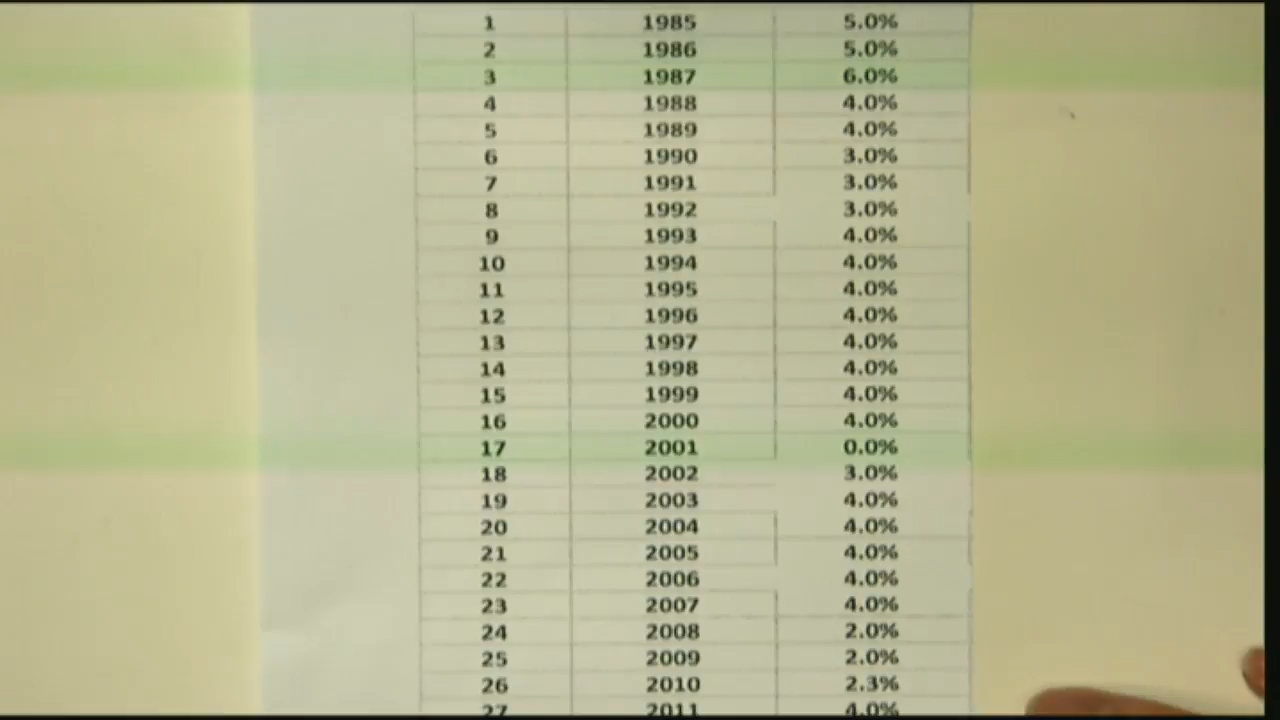 1 1985 5.0%
2 1986 5.0%
3 1987 6.0%
4 1988 4.0%
5 1989 4.0%
6 1990 3.0%
7 1991 3.0%
8 1992 3.0%
9 1993 4.0%
10 1994 4.0%
11 1995 4.0%
12 1996 4.0%
13 1997 4.0%
14 1998 4.0%
15 1999 4.0%
16 2000 4.0%
17 2001 0.0%
18 2002 3.0%
19 2003 4.0%
20 2004 4.0%
21 2005 4.0%
22 2006 4.0%
23 2007 4.0%
24 2008 2.0%
25 2009 2.0%
26 2010 2.3%
27 2011 4.0%